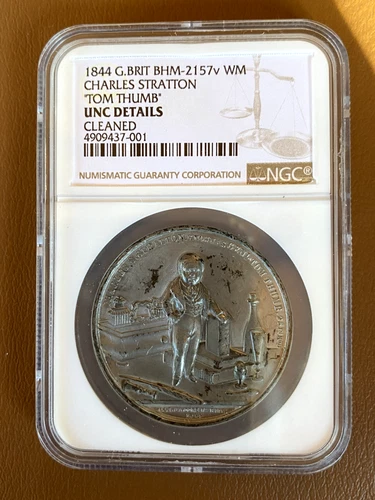 1844 G.BRIT BHM-2157v WM
CHARLES STRATTON
"TOM THUMB"
UNC DETAILS
CLEANED
4909437-001
NUMISMATIC GUARANTY CORPORATION
NGC®